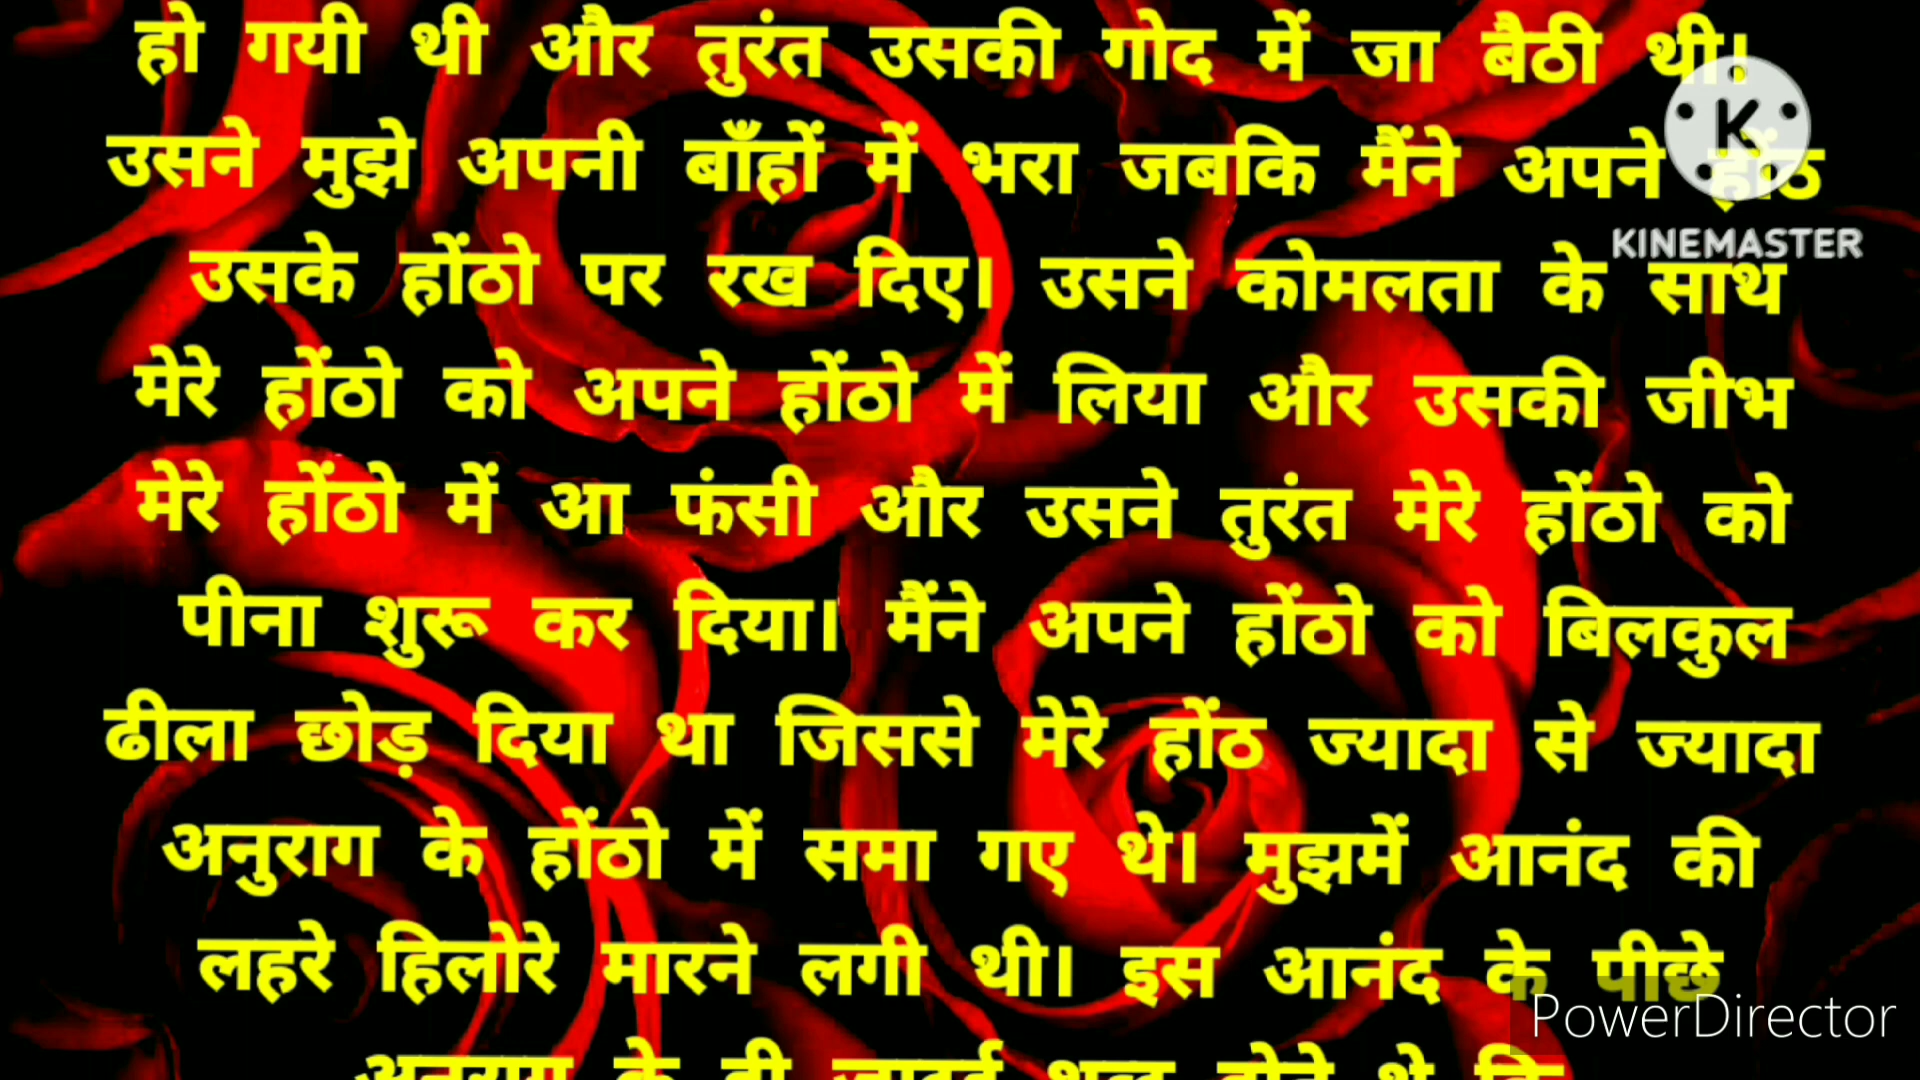 हो गयी थी और तुरंत उसकी गोद में जा बैठी थी।
उसने मुझे अपनी बाँहों में भरा जबकि मैंने अपने होंठ
उसके होंठो पर रख दिए। उसने कोमलता के साथ
मेरे होंठो को अपने होंठो में लिया और उसकी जीभ
मेरे होंठो में आ फंसी और उसने तुरंत मेरे होंठो को
पीना शुरू कर दिया। मैंने अपने होंठो को बिलकुल
ढीला छोड़ दिया था जिससे मेरे होंठ ज्यादा से ज्यादा
अनुराग के होंठो में समा गए थे। मुझमें आनंद की
लहरे हिलोरे मारने लगी थी। इस आनंद के पीछे
अनुराग के ही
K
KINEMASTER
PowerDirector